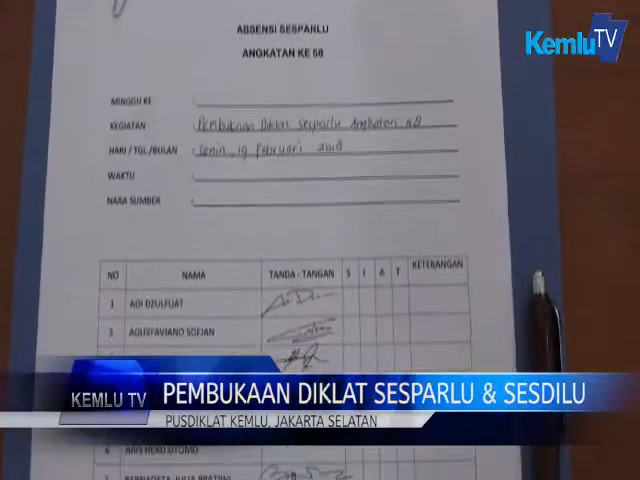 ABSENSI SESPARLU
ANGKATAN KE 58
Kemlu TV
MINGGU KE :
KEGIATAN : Pembukaan Diklat Sesparlu Angkatan 58
HARI / TGL./BULAN : Senin, 19 Februari 2018
WAKTU :
NARA SUMBER :
NO NAMA TANDA - TANGAN S I A T KETERANGAN
1 ADI DZULFUAT
2 AGUSTAVIANO SOFJAN
KEMLU TV PEMBUKAAN DIKLAT SESPARLU & SESDILU
PUSDIKLAT KEMLU, JAKARTA SELATAN
6 ARIS HERU UTOMO